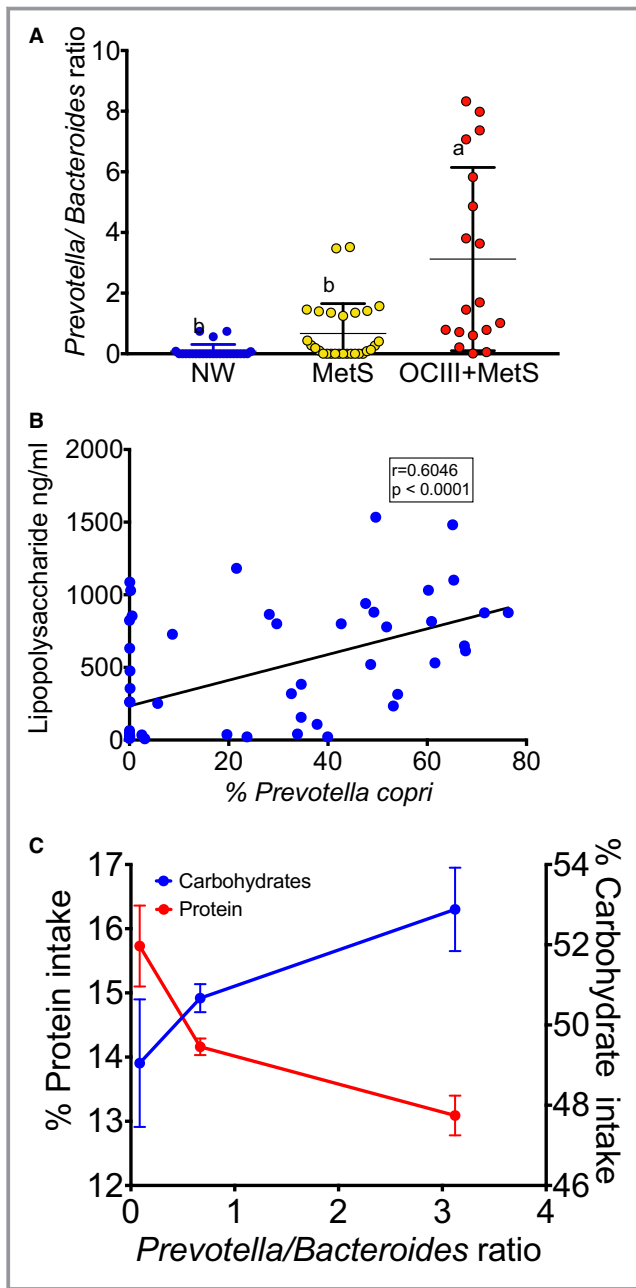 A
Prevotella/ Bacteroides ratio
10
8
6
4
2
0
b
b
a
NW MetS OCIII+MetS
B
Lipopolysaccharide ng/ml
2000
1500
1000
500
0
r=0.6046
p < 0.0001
0 20 40 60 80
% Prevotella copri
C
% Protein intake
17
16
15
14
13
12
Carbohydrates
Protein
54
52
50
48
46
% Carbohydrate intake
0 1 2 3 4
Prevotella/Bacteroides ratio